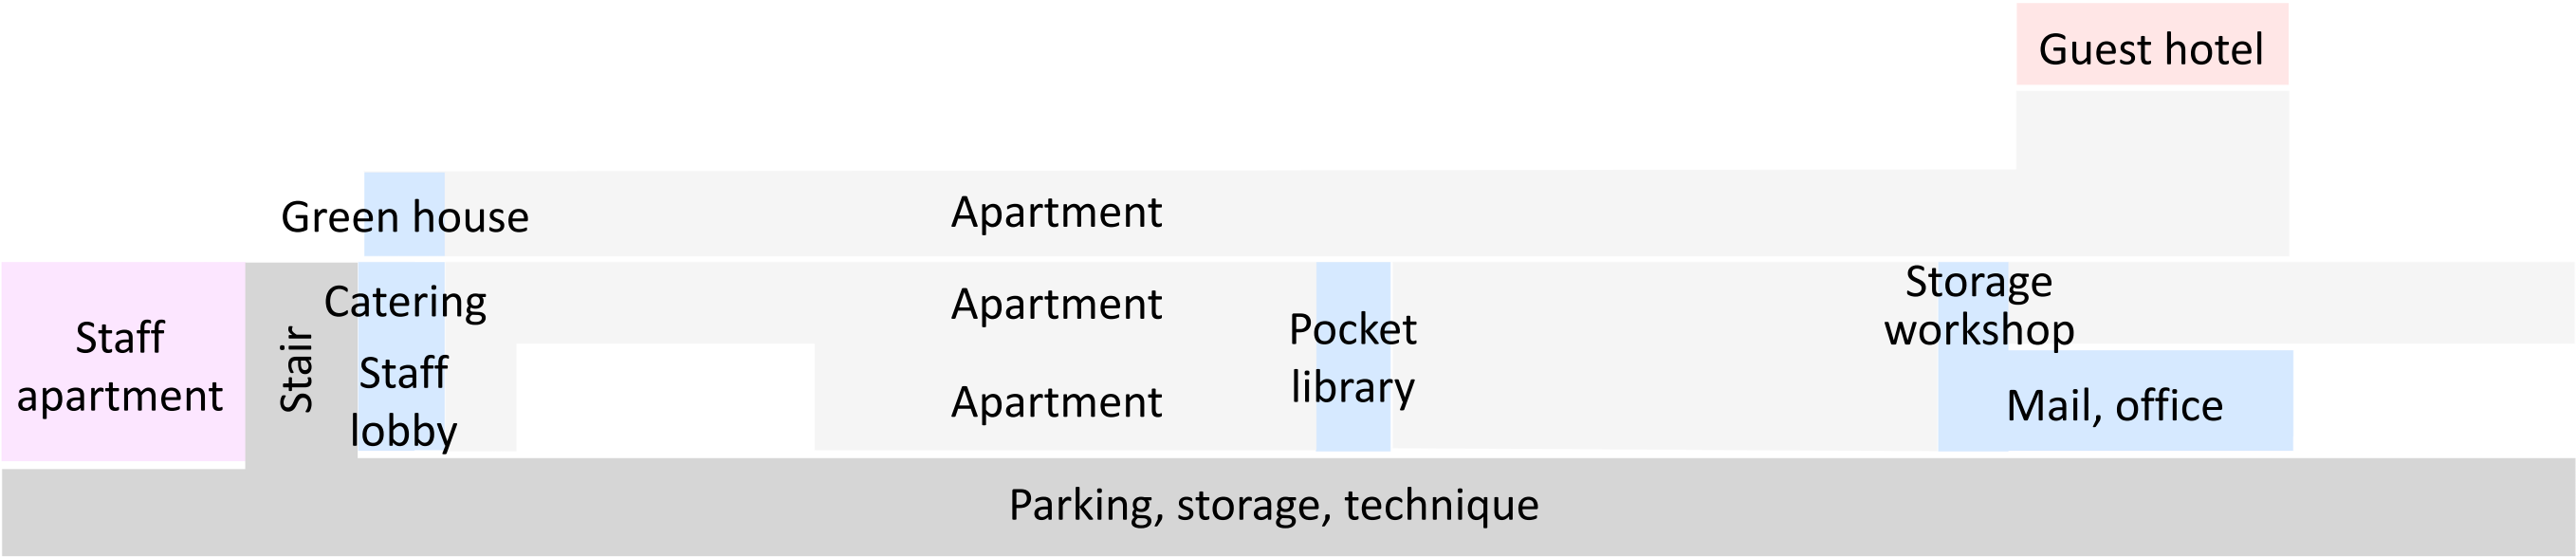 Guest hotel
Green house
Apartment
Catering
Apartment
Storage
workshop
Staff
apartment
Stair
Staff
lobby
Apartment
Pocket
library
Mail, office
Parking, storage, technique